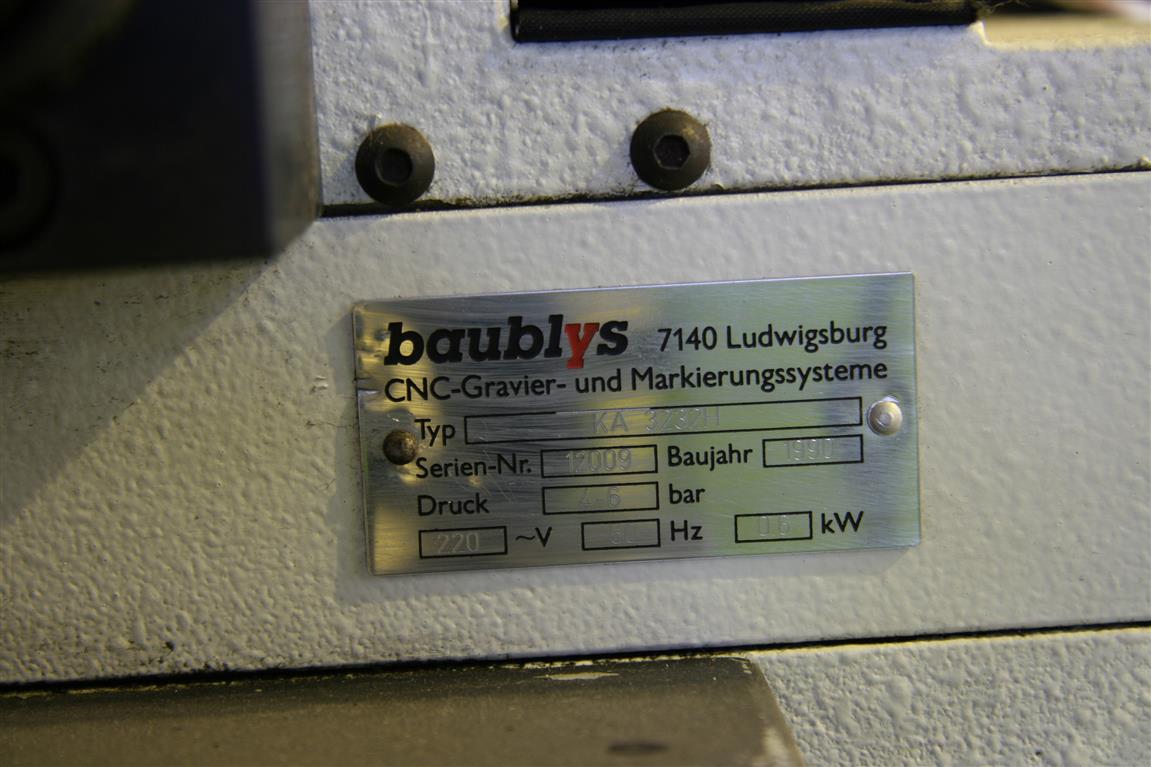 baublys 7140 Ludwigsburg
CNC-Gravier- und Markierungssysteme
Typ KA 3232H
Serien-Nr. 12009 Baujahr 1990
Druck 4-6 bar
220 ~V Hz 0.6 kW